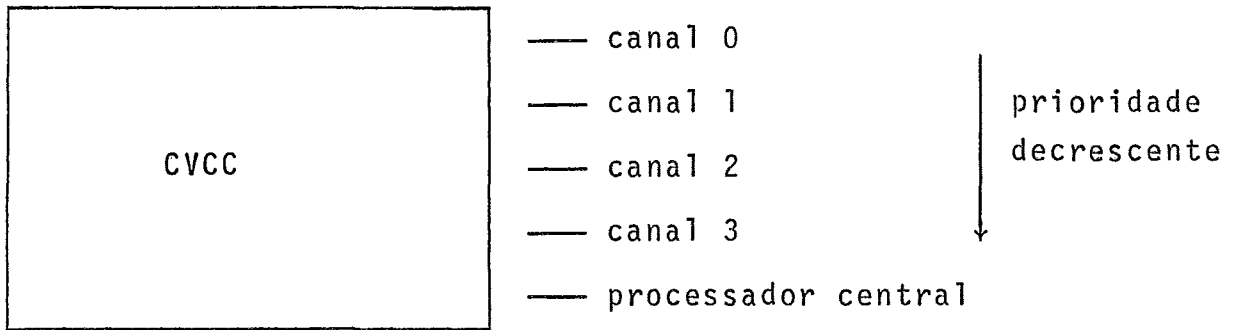 canal 0
canal 1
prioridade
decrescente
CVCC
canal 2
canal 3
processador central